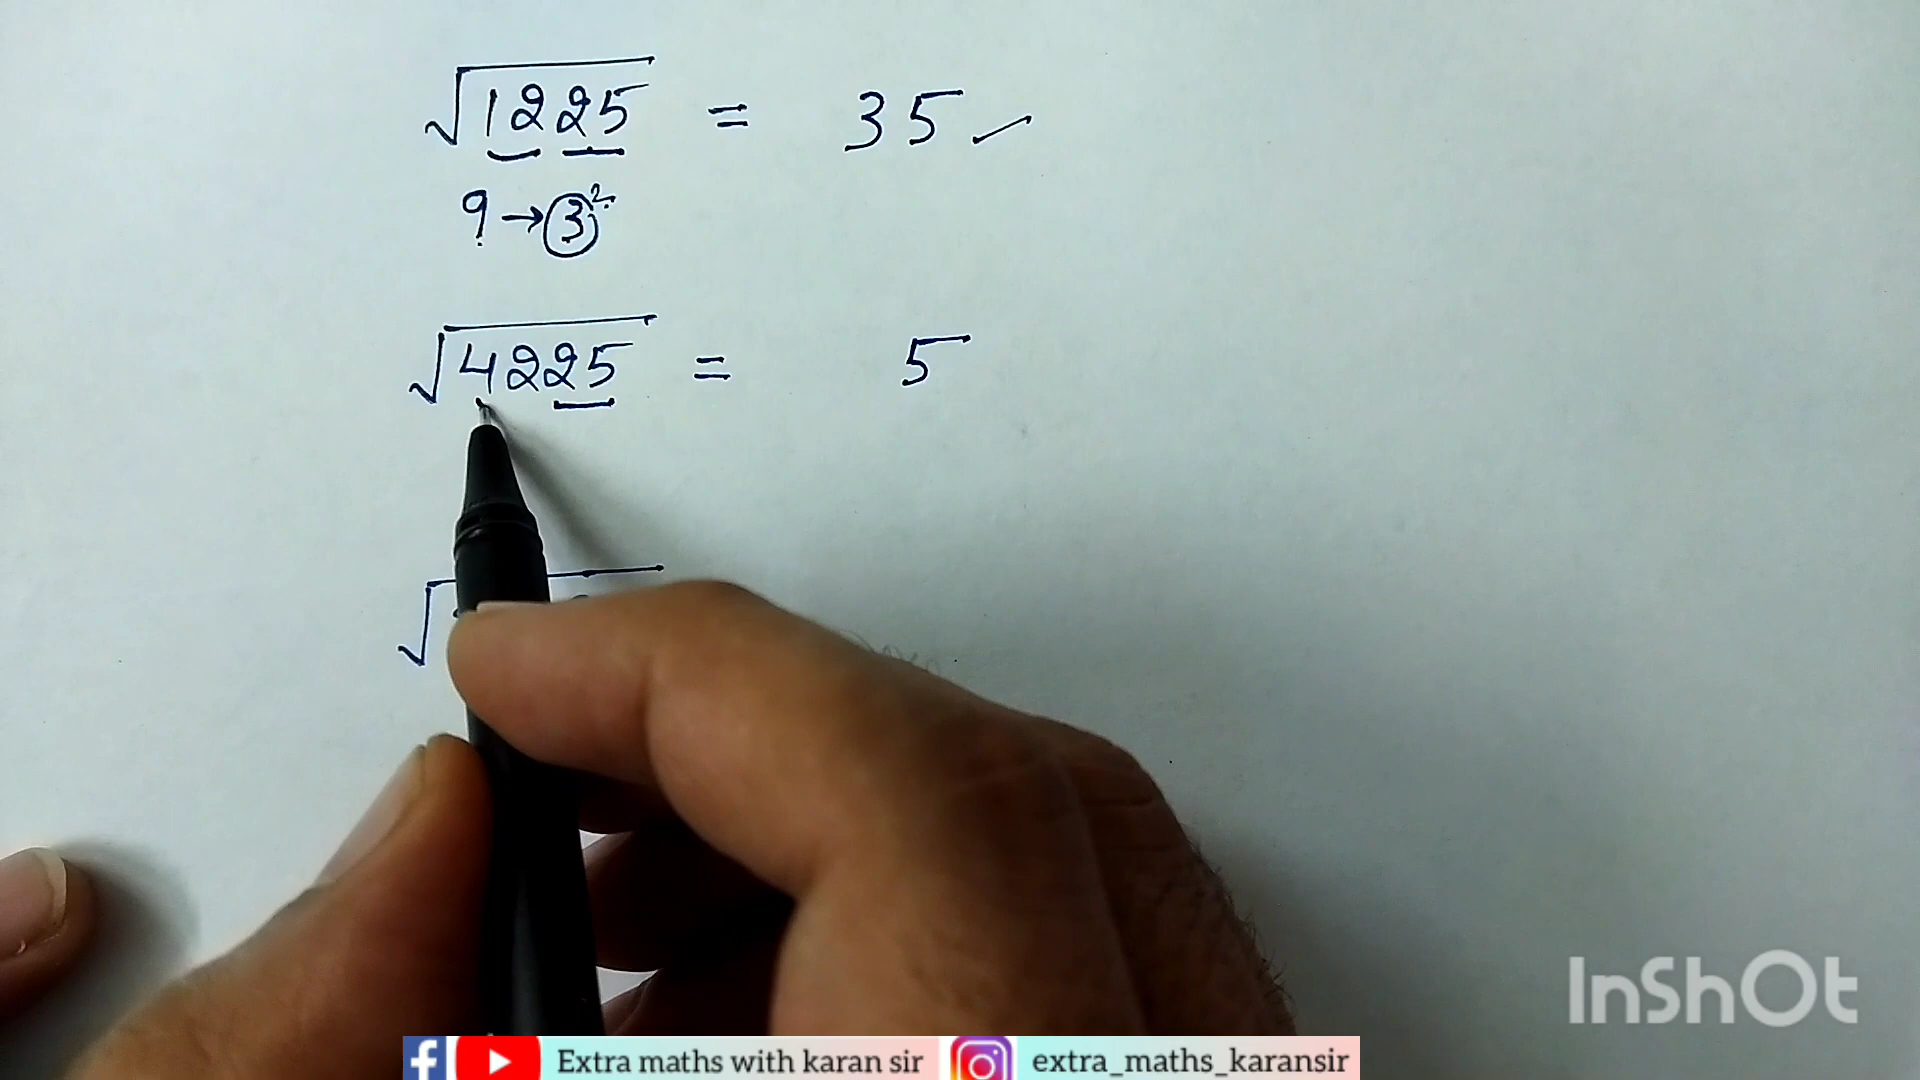 √1225 = 35
9 → 3²
√4225 = 5
√
InShOt
Extra maths with karan sir extra_maths_karansir